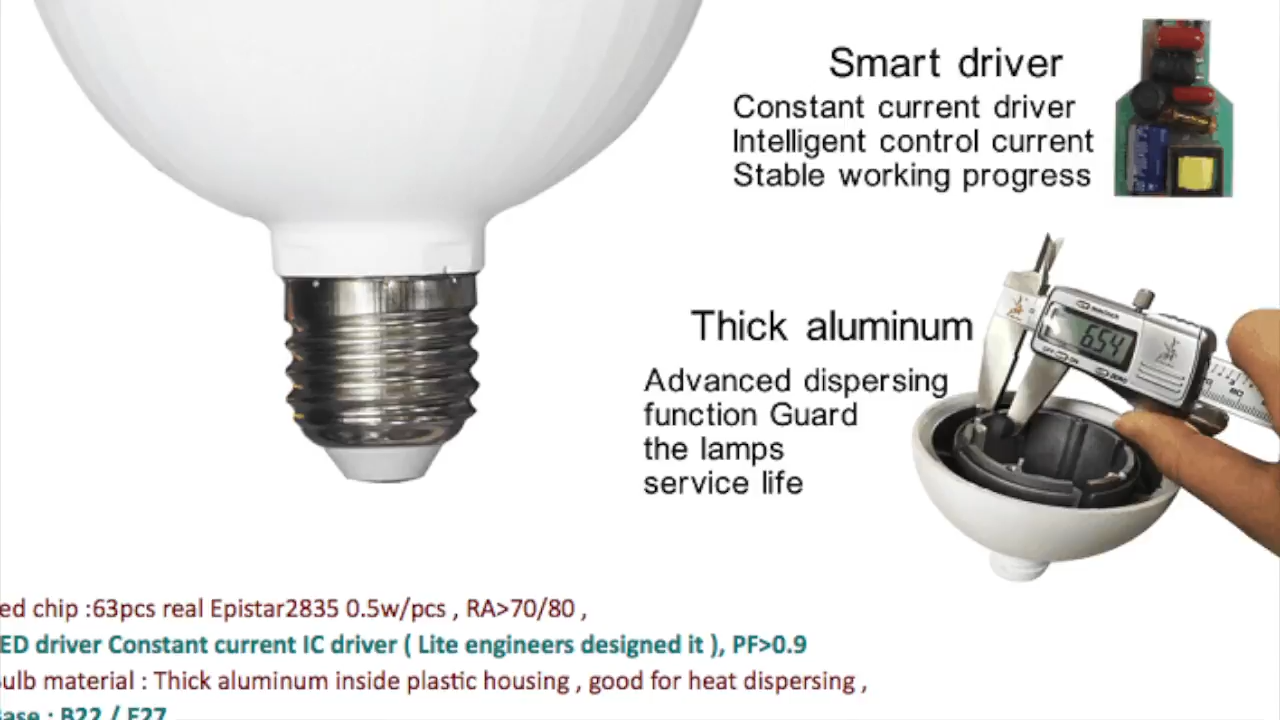 Smart driver
Constant current driver
Intelligent control current
Stable working progress
6.54
Thick aluminum
Advanced dispersing
function Guard
the lamps
service life
ed chip :63pcs real Epistar2835 0.5w/pcs , RA>70/80 ,
ED driver Constant current IC driver ( Lite engineers designed it ), PF>0.9
ulb material : Thick aluminum inside plastic housing , good for heat dispersing ,
ase : B22 / E27